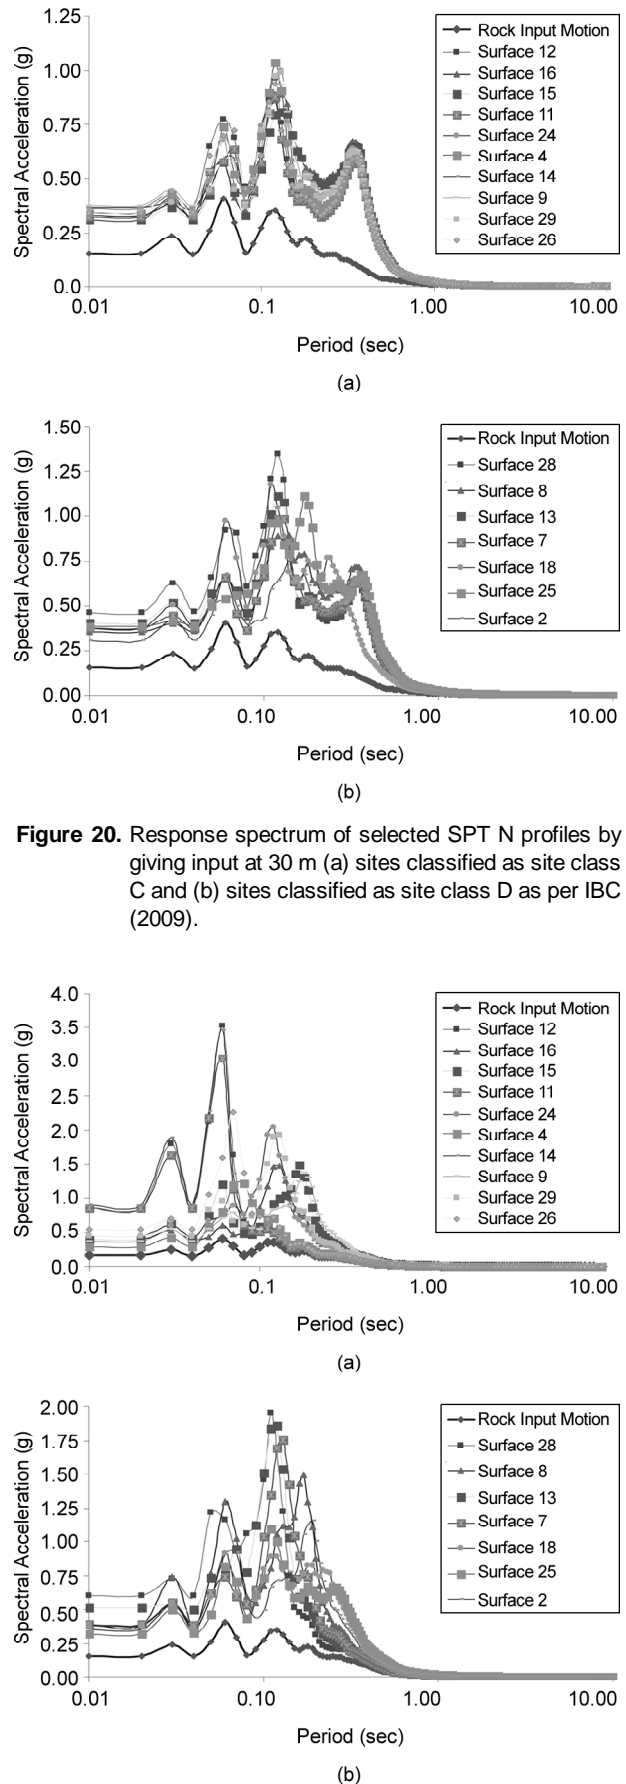 1.25
1.00
0.75
0.50
0.25
0.0
Spectral Acceleration (g)
0.01
0.1
1.00
10.00
Period (sec)
Rock Input Motion
Surface 12
Surface 16
Surface 15
Surface 11
Surface 24
Surface 4
Surface 14
Surface 9
Surface 29
Surface 26
(a)
1.50
1.25
1.00
0.75
0.50
0.25
0.00
Spectral Acceleration (g)
0.01
0.10
1.00
10.00
Period (sec)
Rock Input Motion
Surface 28
Surface 8
Surface 13
Surface 7
Surface 18
Surface 25
Surface 2
(b)
Figure 20. Response spectrum of selected SPT N profiles by
giving input at 30 m (a) sites classified as site class
C and (b) sites classified as site class D as per IBC
(2009).
4.0
3.5
3.0
2.5
2.0
1.5
1.0
0.5
0.0
Spectral Acceleration (g)
0.01
0.1
1.00
10.00
Period (sec)
Rock Input Motion
Surface 12
Surface 16
Surface 15
Surface 11
Surface 24
Surface 4
Surface 14
Surface 9
Surface 29
Surface 26
(a)
2.00
1.75
1.50
1.25
1.00
0.75
0.50
0.25
0.00
Spectral Acceleration (g)
0.01
0.10
1.00
10.00
Period (sec)
Rock Input Motion
Surface 28
Surface 8
Surface 13
Surface 7
Surface 18
Surface 25
Surface 2
(b)